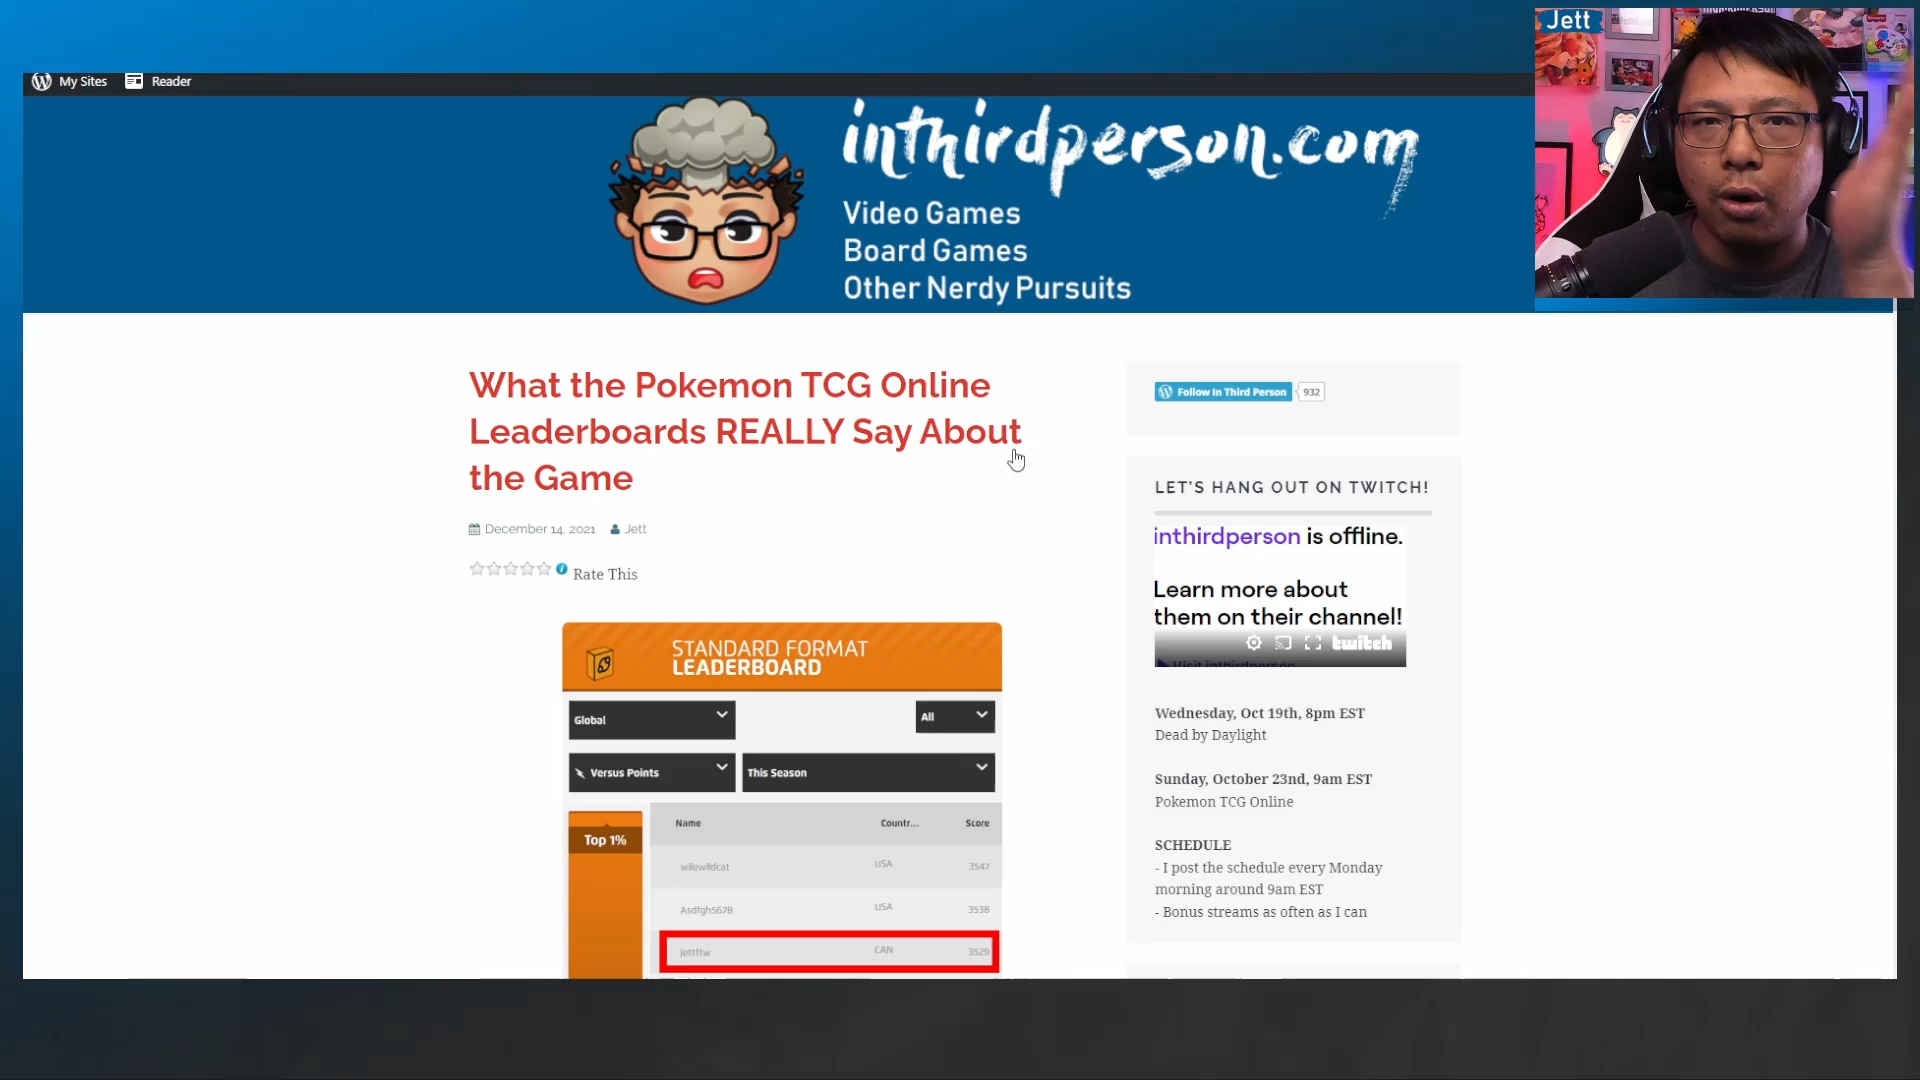 Jett
My Sites
Reader
inthirdperson.com
Video Games
Board Games
Other Nerdy Pursuits
What the Pokemon TCG Online
Leaderboards REALLY Say About
the Game
December 14, 2021 Jett
Rate This
STANDARD FORMAT
LEADERBOARD
Global
All
Versus Points
This Season
Top 1%
Name Countr... Score
wilewildcat USA 3547
Asdfgh5678 USA 3538
jettftw CAN 3529
Follow In Third Person 932
LET'S HANG OUT ON TWITCH!
inthirdperson is offline.
Learn more about
them on their channel!
twitch
Visit inthirdperson
Wednesday, Oct 19th, 8pm EST
Dead by Daylight
Sunday, October 23nd, 9am EST
Pokemon TCG Online
SCHEDULE
- I post the schedule every Monday
morning around 9am EST
- Bonus streams as often as I can